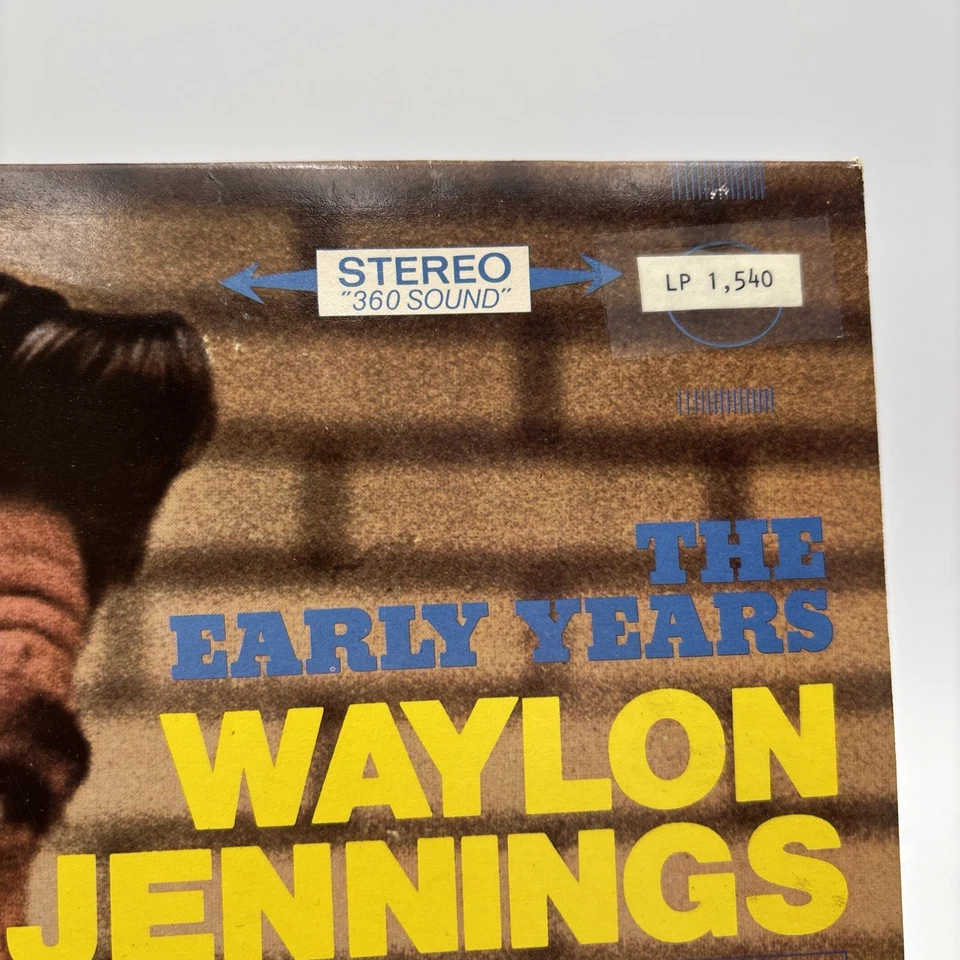 STEREO
"360 SOUND"
LP 1,540
THE
EARLY YEARS
WAYLON
JENNINGS